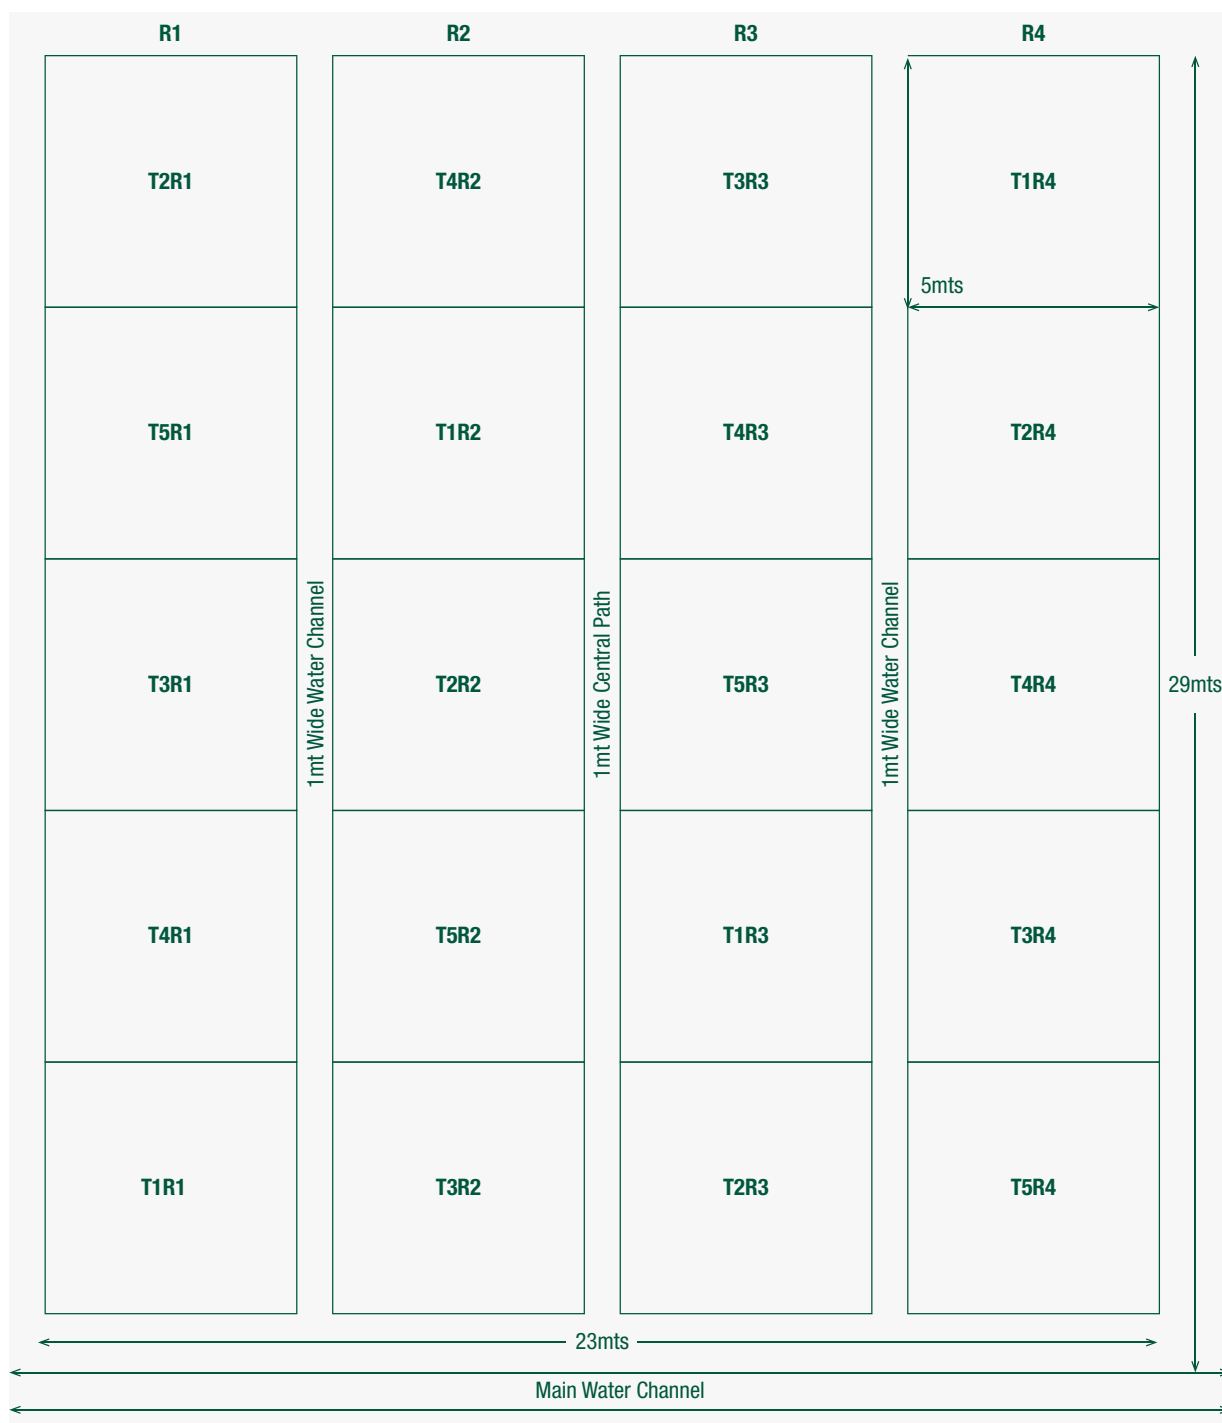 R1 R2 R3 R4
T2R1 T4R2 T3R3 T1R4
5mts
T5R1 T1R2 T4R3 T2R4
1mt Wide Water Channel
1mt Wide Central Path
1mt Wide Water Channel
T3R1 T2R2 T5R3 T4R4
29mts
T4R1 T5R2 T1R3 T3R4
T1R1 T3R2 T2R3 T5R4
23mts
Main Water Channel